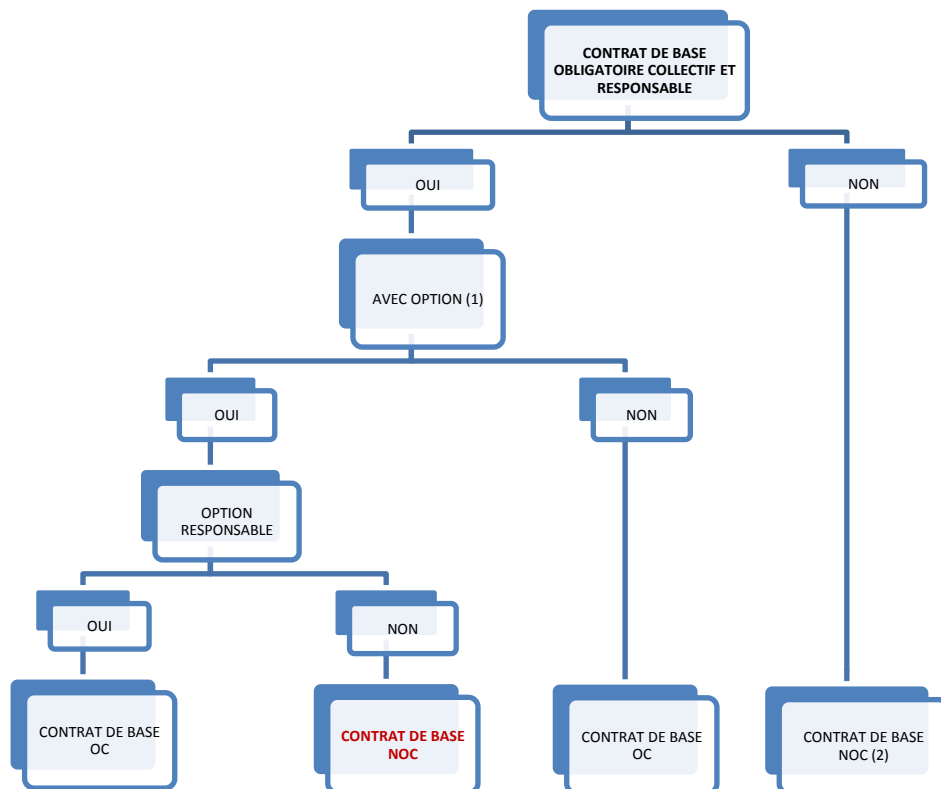 CONTRAT DE BASE
OBLIGATOIRE COLLECTIF ET
RESPONSABLE
OUI
NON
AVEC OPTION (1)
OUI
NON
OPTION
RESPONSABLE
OUI
NON
CONTRAT DE BASE
OC
CONTRAT DE BASE
NOC
CONTRAT DE BASE
OC
CONTRAT DE BASE
NOC (2)